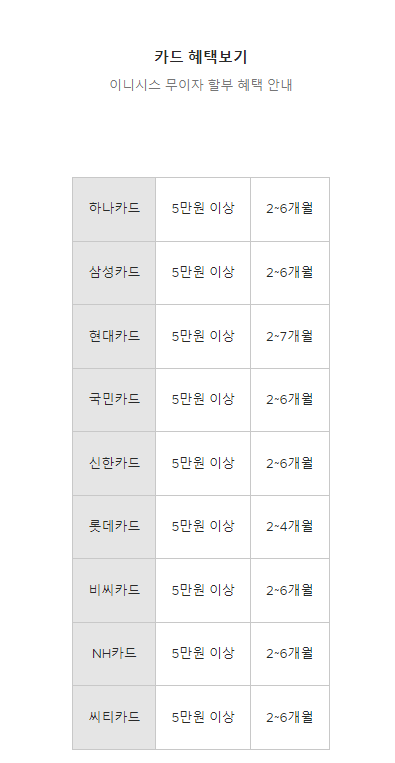 카드 혜택보기
이니시스 무이자 할부 혜택 안내
하나카드 5만원 이상 2~6개월
삼성카드 5만원 이상 2~6개월
현대카드 5만원 이상 2~7개월
국민카드 5만원 이상 2~6개월
신한카드 5만원 이상 2~6개월
롯데카드 5만원 이상 2~4개월
비씨카드 5만원 이상 2~6개월
NH카드 5만원 이상 2~6개월
씨티카드 5만원 이상 2~6개월